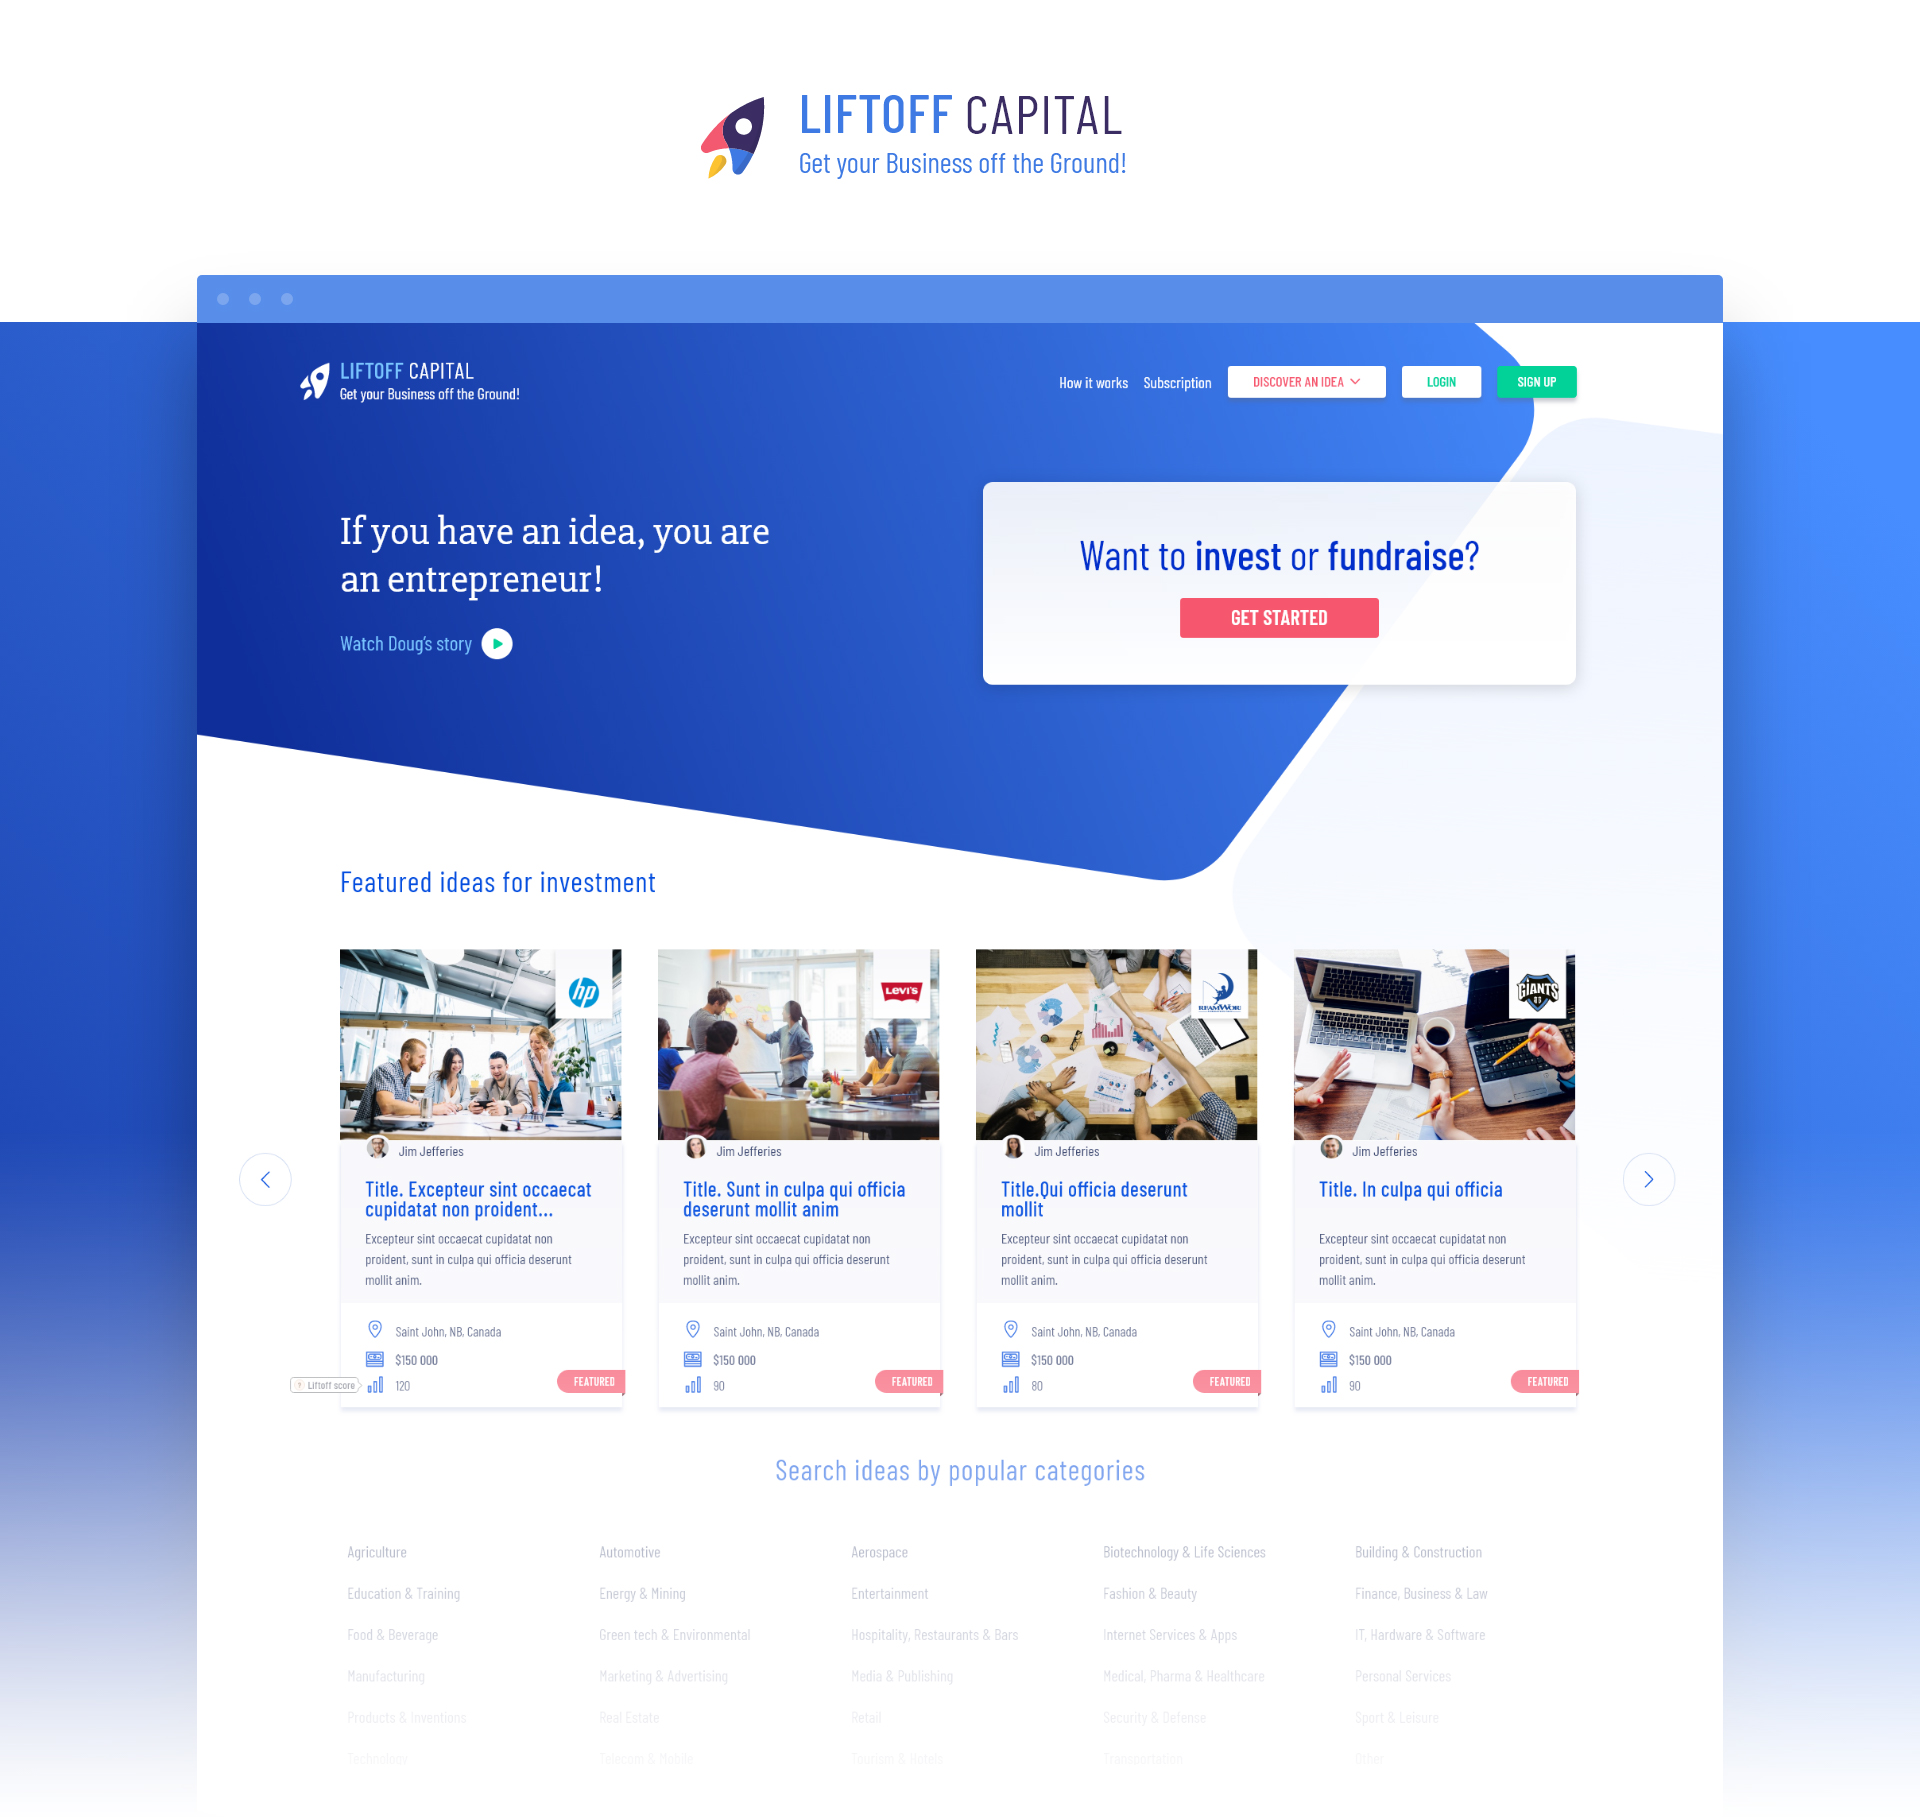 LIFTOFF CAPITAL
Get your Business off the Ground!
LIFTOFF CAPITAL
Get your Business off the Ground!
How it works
Subscription
DISCOVER AN IDEA
LOGIN
SIGN UP
If you have an idea, you are
an entrepreneur!
Watch Doug's story
Want to invest or fundraise?
GET STARTED
Featured ideas for investment
hp
Jim Jefferies
Title. Excepteur sint occaecat
cupidatat non proident...
Excepteur sint occaecat cupidatat non
proident, sunt in culpa qui officia deserunt
mollit anim.
Saint John, NB, Canada
$150 000
Liftoff score
120
FEATURED
LEVI'S
Jim Jefferies
Title. Sunt in culpa qui officia
deserunt mollit anim
Excepteur sint occaecat cupidatat non
proident, sunt in culpa qui officia deserunt
mollit anim.
Saint John, NB, Canada
$150 000
90
FEATURED
Jim Jefferies
Title.Qui officia deserunt
mollit
Excepteur sint occaecat cupidatat non
proident, sunt in culpa qui officia deserunt
mollit anim.
Saint John, NB, Canada
$150 000
80
FEATURED
GIANTS
Jim Jefferies
Title. In culpa qui officia
Excepteur sint occaecat cupidatat non
proident, sunt in culpa qui officia deserunt
mollit anim.
Saint John, NB, Canada
$150 000
90
FEATURED
Search ideas by popular categories
Agriculture
Automotive
Aerospace
Biotechnology & Life Sciences
Building & Construction
Education & Training
Energy & Mining
Entertainment
Fashion & Beauty
Finance, Business & Law
Food & Beverage
Green tech & Environmental
Hospitality, Restaurants & Bars
Internet Services & Apps
IT, Hardware & Software
Manufacturing
Marketing & Advertising
Media & Publishing
Medical, Pharma & Healthcare
Personal Services
Products & Inventions
Real Estate
Retail
Security & Defense
Sport & Leisure
Technology
Telecom & Mobile
Tourism & Hotels
Transportation
Other